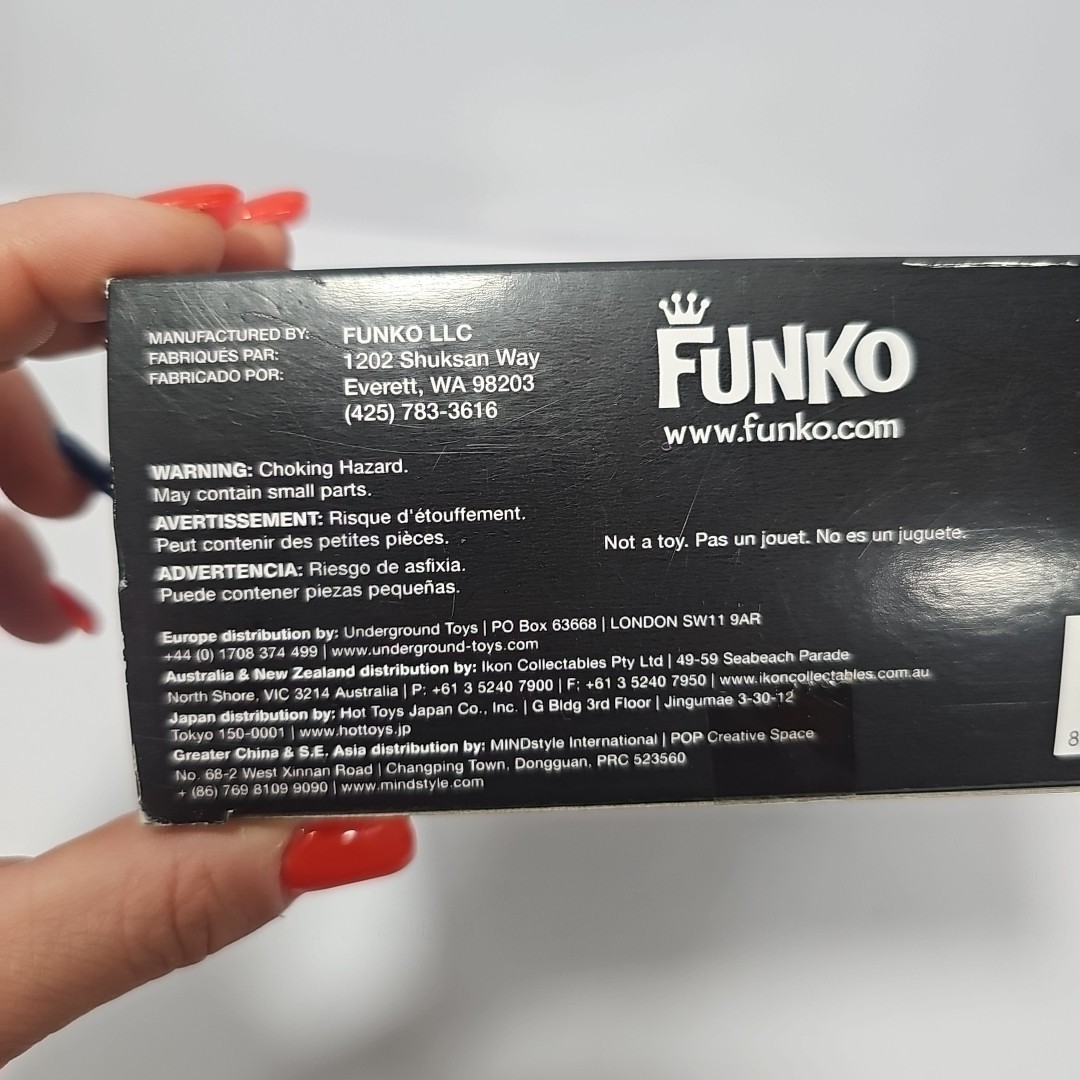 MANUFACTURED BY: FUNKO LLC
FABRIQUÉS PAR: 1202 Shuksan Way
FABRICADO POR: Everett, WA 98203
(425) 783-3616
FUNKO
www.funko.com
WARNING: Choking Hazard.
May contain small parts.
AVERTISSEMENT: Risque d'étouffement.
Peut contenir des petites pièces.
ADVERTENCIA: Riesgo de asfixia.
Puede contener piezas pequeñas.
Not a toy. Pas un jouet. No es un juguete.
Europe distribution by: Underground Toys | PO Box 63668 | LONDON SW11 9AR
+44 (0) 1708 374 499 | www.underground-toys.com
Australia & New Zealand distribution by: Ikon Collectables Pty Ltd | 49-59 Seabeach Parade
North Shore, VIC 3214 Australia | P: +61 3 5240 7900 | F: +61 3 5240 7950 | www.ikoncollectables.com.au
Japan distribution by: Hot Toys Japan Co., Inc. | G Bldg 3rd Floor | Jingumae 3-30-12
Tokyo 150-0001 | www.hottoys.jp
Greater China & S.E. Asia distribution by: MINDstyle International | POP Creative Space
No. 68-2 West Xinnan Road | Changping Town, Dongguan, PRC 523560
+ (86) 769 8109 9090 | www.mindstyle.com
8